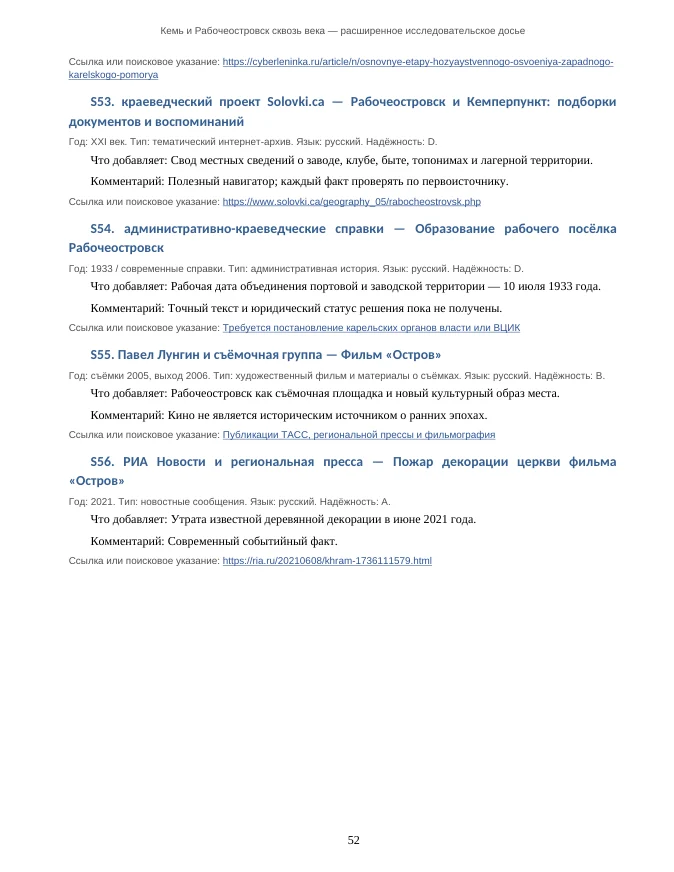 Кемь и Рабочеостровск сквозь века — расширенное исследовательское досье
Ссылка или поисковое указание: https://cyberleninka.ru/article/n/osnovnye-etapy-hozyaystvennogo-osvoeniya-zapadnogo-
karelskogo-pomorya
S53. краеведческий проект Solovki.ca — Рабочеостровск и Кемперпункт: подборки
документов и воспоминаний
Год: XXI век. Тип: тематический интернет-архив. Язык: русский. Надёжность: D.
Что добавляет: Свод местных сведений о заводе, клубе, быте, топонимах и лагерной территории.
Комментарий: Полезный навигатор; каждый факт проверять по первоисточнику.
Ссылка или поисковое указание: https://www.solovki.ca/geography_05/rabocheostrovsk.php
S54. административно-краеведческие справки — Образование рабочего посёлка
Рабочеостровск
Год: 1933 / современные справки. Тип: административная история. Язык: русский. Надёжность: D.
Что добавляет: Рабочая дата объединения портовой и заводской территории — 10 июля 1933 года.
Комментарий: Точный текст и юридический статус решения пока не получены.
Ссылка или поисковое указание: Требуется постановление карельских органов власти или ВЦИК
S55. Павел Лунгин и съёмочная группа — Фильм «Остров»
Год: съёмки 2005, выход 2006. Тип: художественный фильм и материалы о съёмках. Язык: русский. Надёжность: B.
Что добавляет: Рабочеостровск как съёмочная площадка и новый культурный образ места.
Комментарий: Кино не является историческим источником о ранних эпохах.
Ссылка или поисковое указание: Публикации ТАСС, региональной прессы и фильмография
S56. РИА Новости и региональная пресса — Пожар декорации церкви фильма
«Остров»
Год: 2021. Тип: новостные сообщения. Язык: русский. Надёжность: A.
Что добавляет: Утрата известной деревянной декорации в июне 2021 года.
Комментарий: Современный событийный факт.
Ссылка или поисковое указание: https://ria.ru/20210608/khram-1736111579.html
52